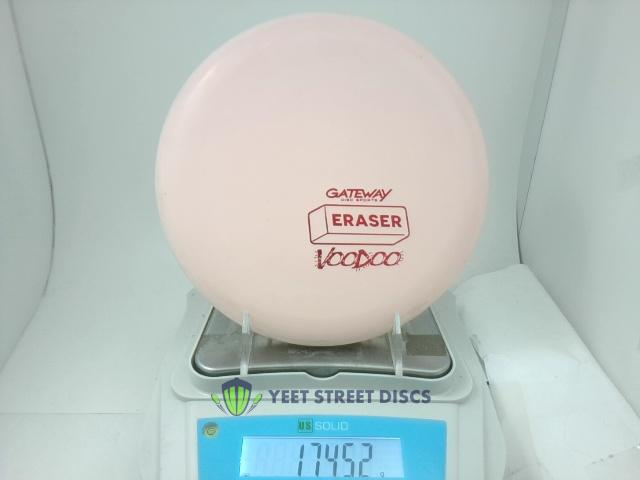 GATEWAY
DISC SPORTS
ERASER
VOODOO
YEET STREET DISCS
US SOLID
174.52 g